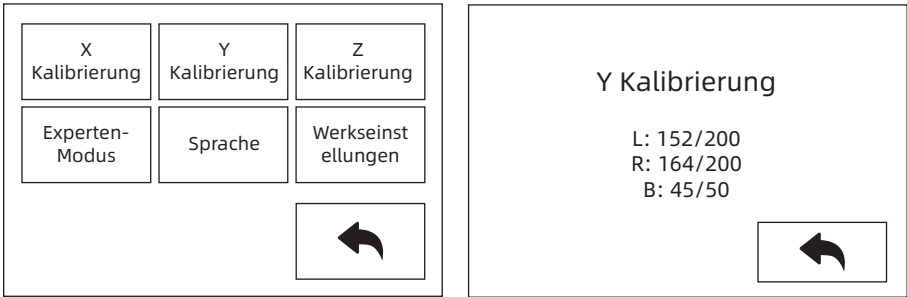 X
Kalibrierung
Y
Kalibrierung
Z
Kalibrierung
Experten-
Modus
Sprache
Werkseinst
ellungen
Y Kalibrierung
L: 152/200
R: 164/200
B: 45/50